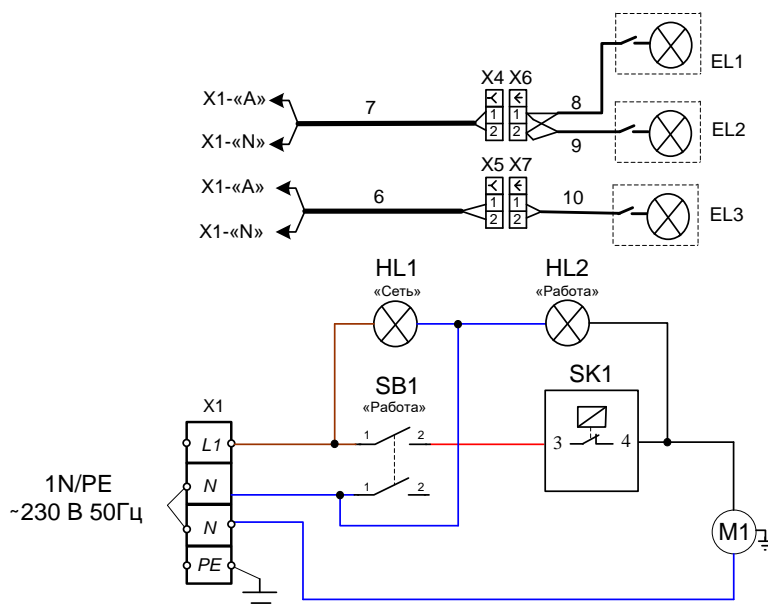 X1-«A»
X1-«N»
7
X4 X6
1 1
2 2
8
9
EL1
EL2
X1-«A»
X1-«N»
6
X5 X7
1 1
2 2
10
EL3
HL1
«Сеть»
HL2
«Работа»
SB1
«Работа»
SK1
X1
L1
N
N
PE
1 2
1 2
3 4
1N/PE
~230 В 50Гц
M1